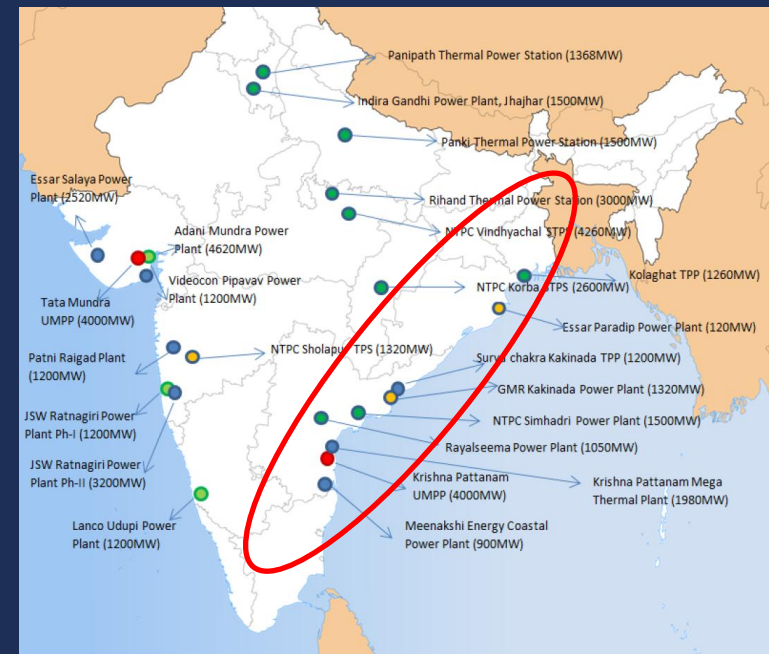 Panipath Thermal Power Station (1368MW)
Indira Gandhi Power Plant, Jhajhar (1500MW)
Panki Thermal Power Station (1500MW)
Essar Salaya Power
Plant (2520MW)
Rihand Thermal Power Station (3000MW)
Adani Mundra Power
Plant (4620MW)
NTPC Vindhyachal STPS (4260MW)
Kolaghat TPP (1260MW)
Videocon Pipavav Power
Plant (1200MW)
NTPC Korba STPS (2600MW)
Tata Mundra
UMPP (4000MW)
Essar Paradip Power Plant (120MW)
NTPC Sholapur TPS (1320MW)
Patni Raigad Plant
(1200MW)
Surya chakra Kakinada TPP (1200MW)
GMR Kakinada Power Plant (1320MW)
JSW Ratnagiri Power
Plant Ph-I (1200MW)
NTPC Simhadri Power Plant (1500MW)
Rayalseema Power Plant (1050MW)
JSW Ratnagiri Power
Plant Ph-II (3200MW)
Krishna Pattanam
UMPP (4000MW)
Krishna Pattanam Mega
Thermal Plant (1980MW)
Lanco Udupi Power
Plant (1200MW)
Meenakshi Energy Coastal
Power Plant (900MW)